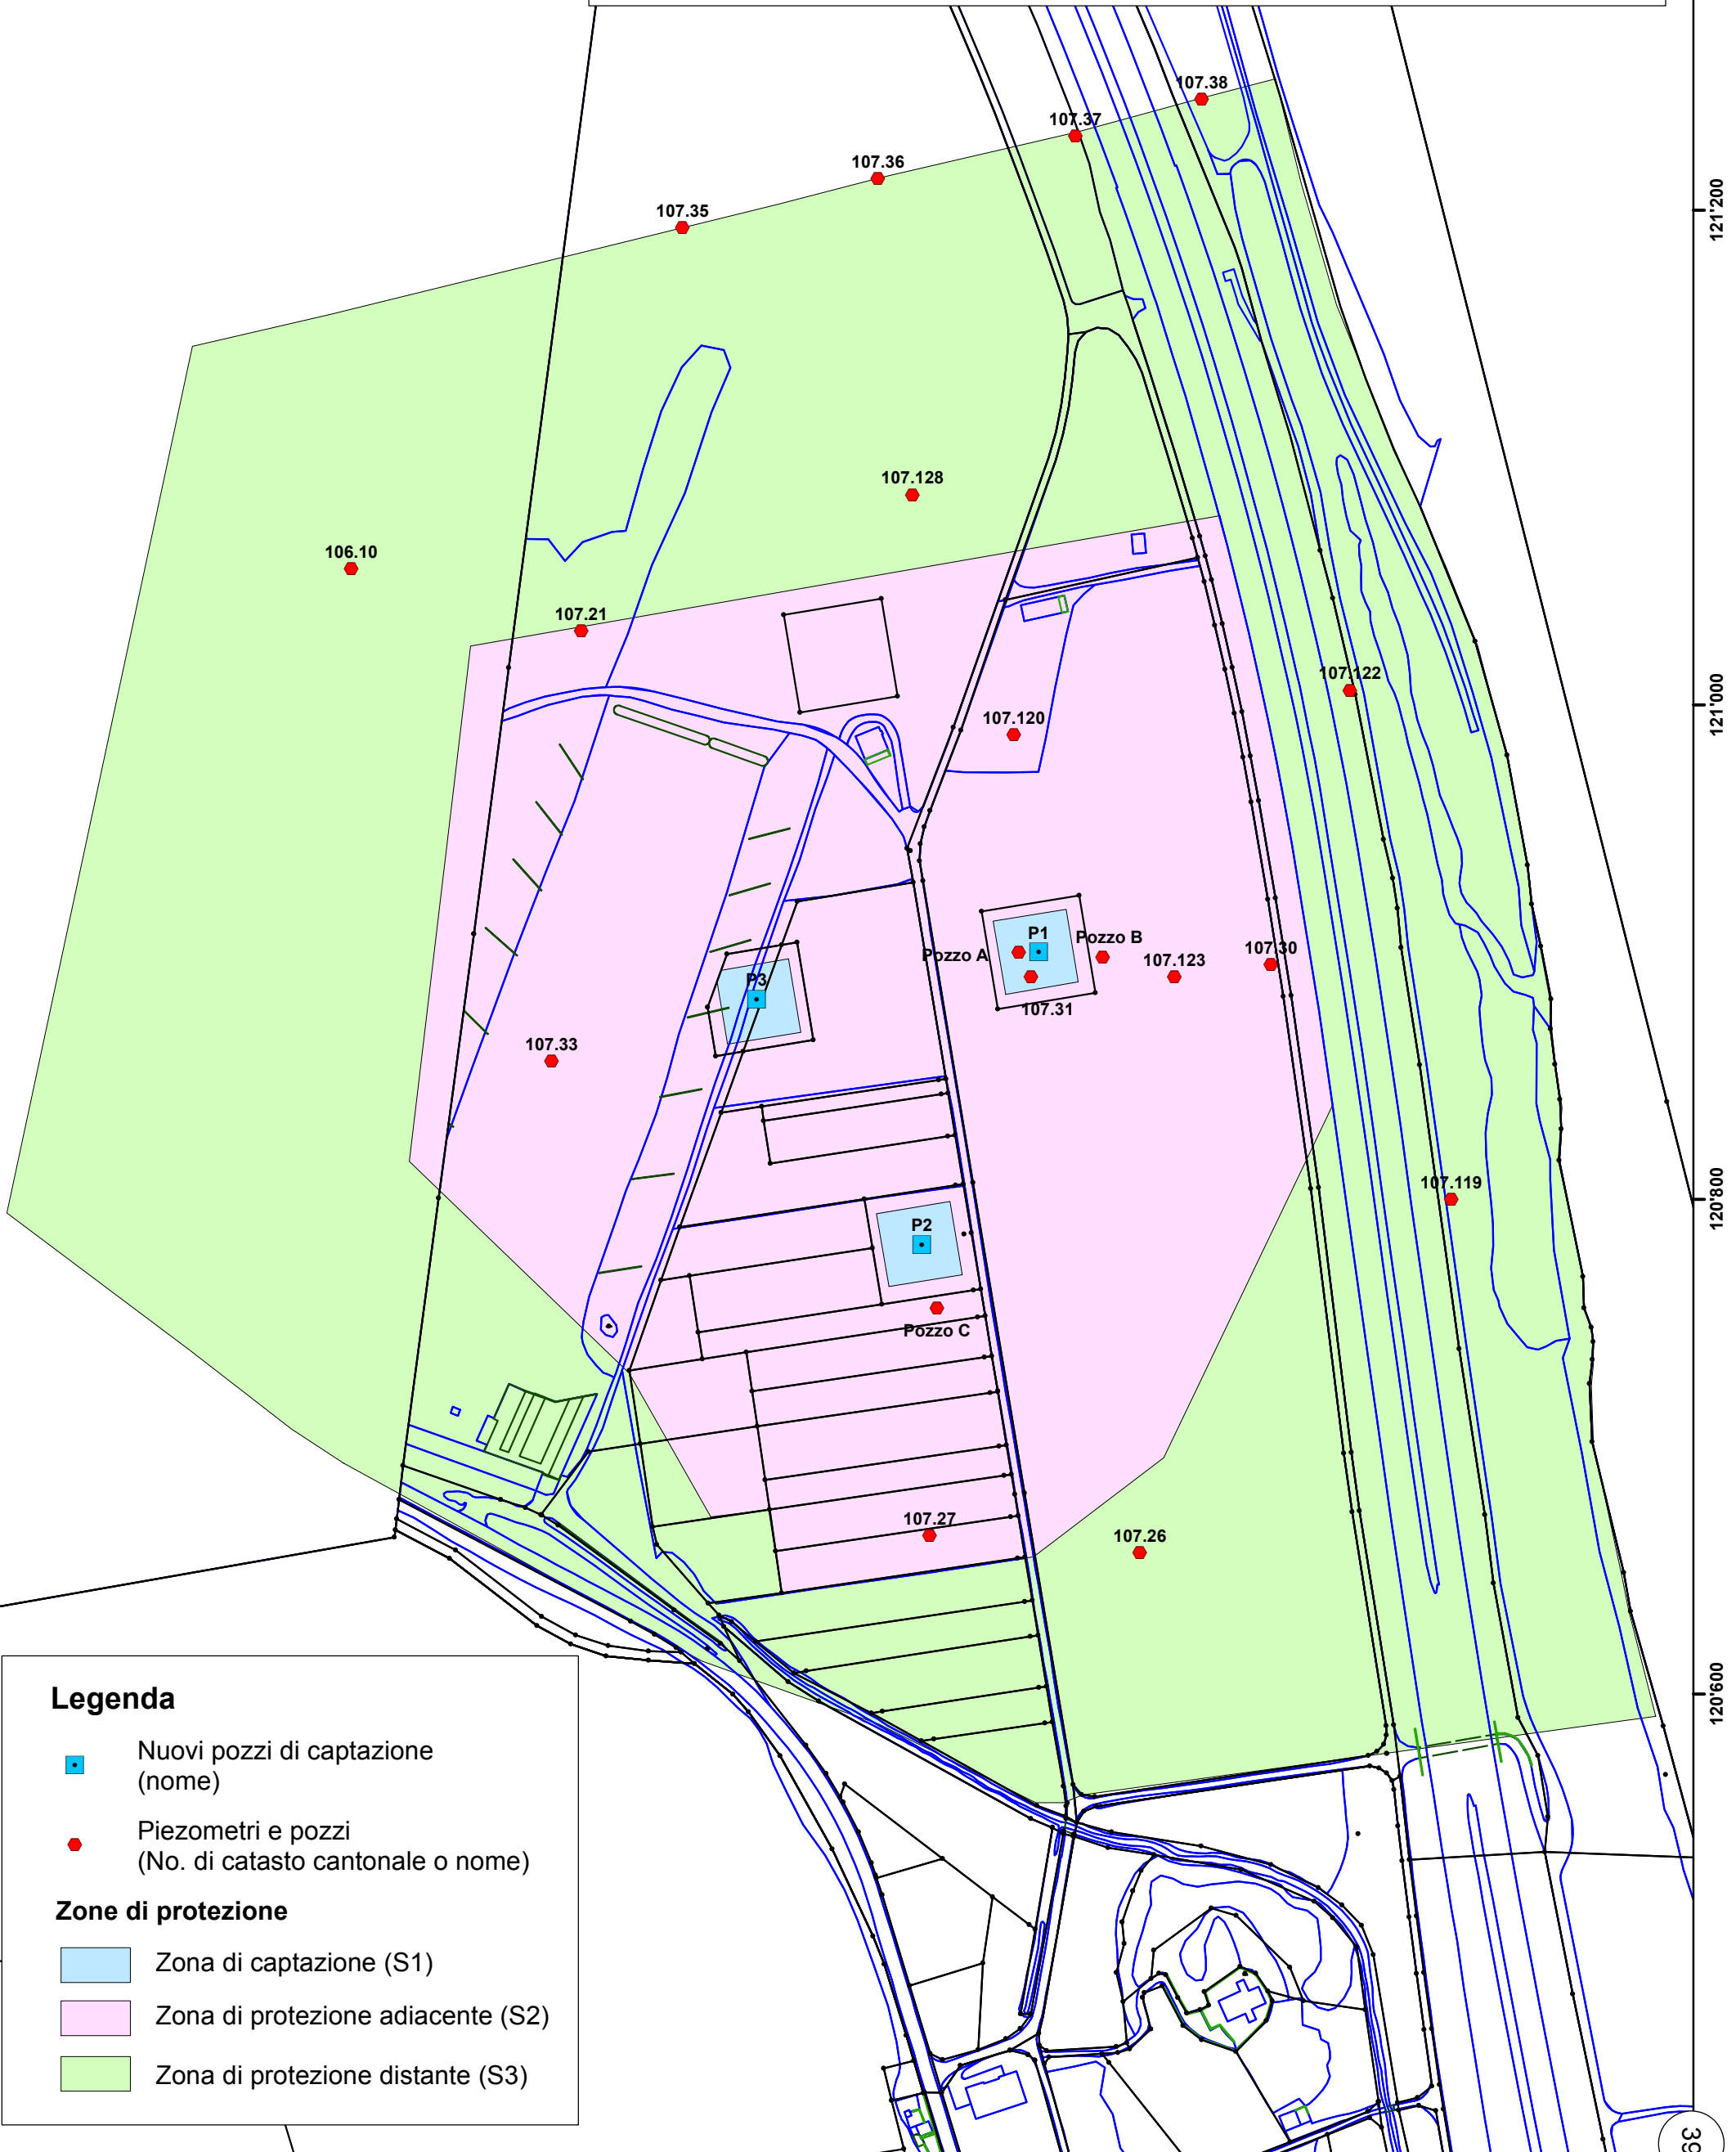 107.38
107.37
107.36
107.35
121'200
107.128
106.10
107.21
107.122
107.120
121'000
P1
Pozzo A
Pozzo B
107.30
107.123
P3
107.31
107.33
107.119
120'800
P2
Pozzo C
107.27
107.26
120'600
Legenda
Nuovi pozzi di captazione
(nome)
Piezometri e pozzi
(No. di catasto cantonale o nome)
Zone di protezione
Zona di captazione (S1)
Zona di protezione adiacente (S2)
Zona di protezione distante (S3)